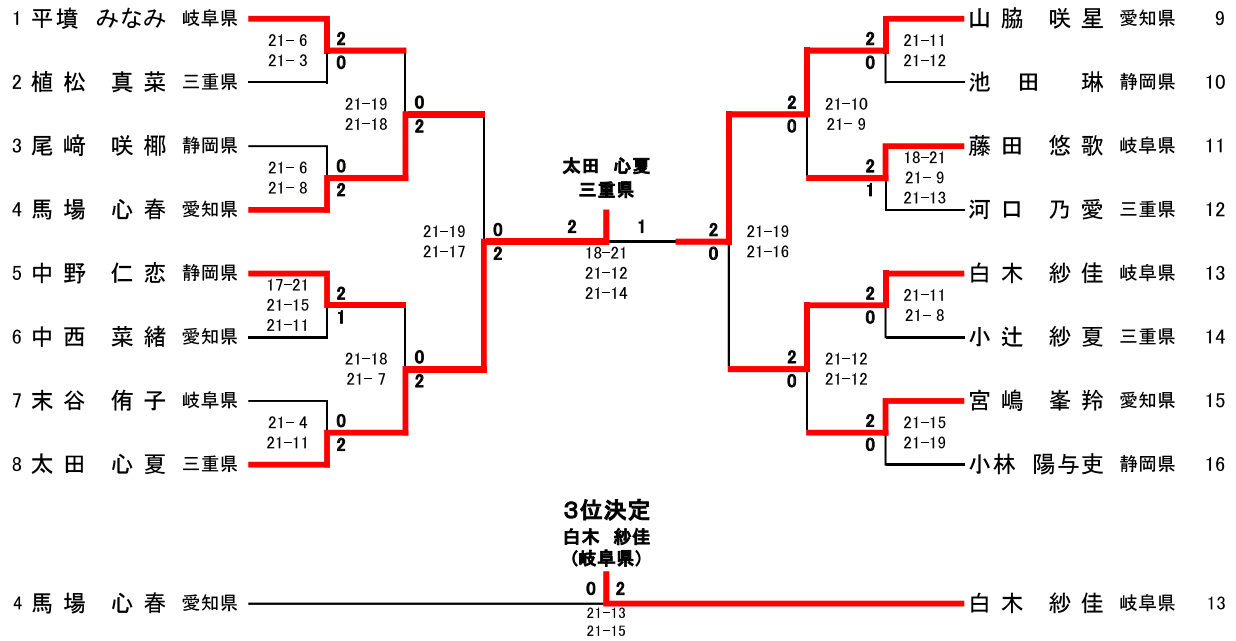 1 平墳 みなみ 岐阜県
21- 6
21- 3
2
0
2 植松 真菜 三重県
21-19
21-18
0
2
3 尾﨑 咲椰 静岡県
21- 6
21- 8
0
2
4 馬場 心春 愛知県
21-19
21-17
0
2
5 中野 仁恋 静岡県
17-21
21-15
21-11
2
1
6 中西 菜緒 愛知県
21-18
21- 7
0
2
7 末谷 侑子 岐阜県
21- 4
21-11
0
2
8 太田 心夏 三重県
太田 心夏
三重県
2 1
18-21
21-12
21-14
山脇 咲星 愛知県 9
2
0
21-11
21-12
池田 琳 静岡県 10
2
0
21-10
21- 9
藤田 悠歌 岐阜県 11
2
1
18-21
21- 9
21-13
河口 乃愛 三重県 12
2
0
21-19
21-16
白木 紗佳 岐阜県 13
2
0
21-11
21- 8
小辻 紗夏 三重県 14
2
0
21-12
21-12
宮嶋 峯羚 愛知県 15
2
0
21-15
21-19
小林 陽与吏 静岡県 16
3位決定
白木 紗佳
(岐阜県)
0 2
4 馬場 心春 愛知県
21-13
21-15
白木 紗佳 岐阜県 13